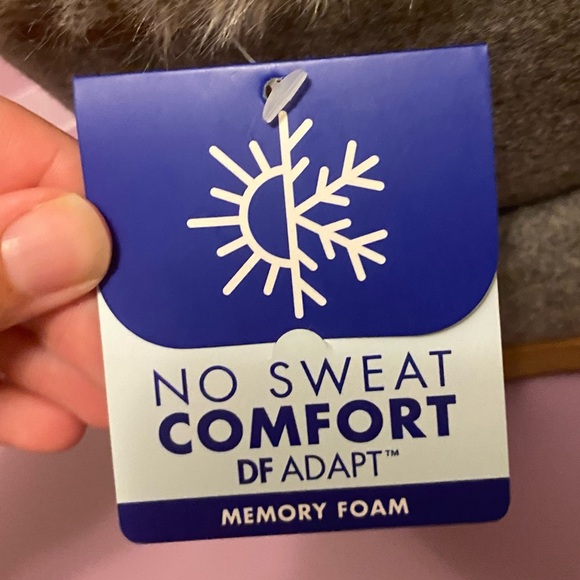 NO SWEAT
COMFORT
DF ADAPT™
MEMORY FOAM